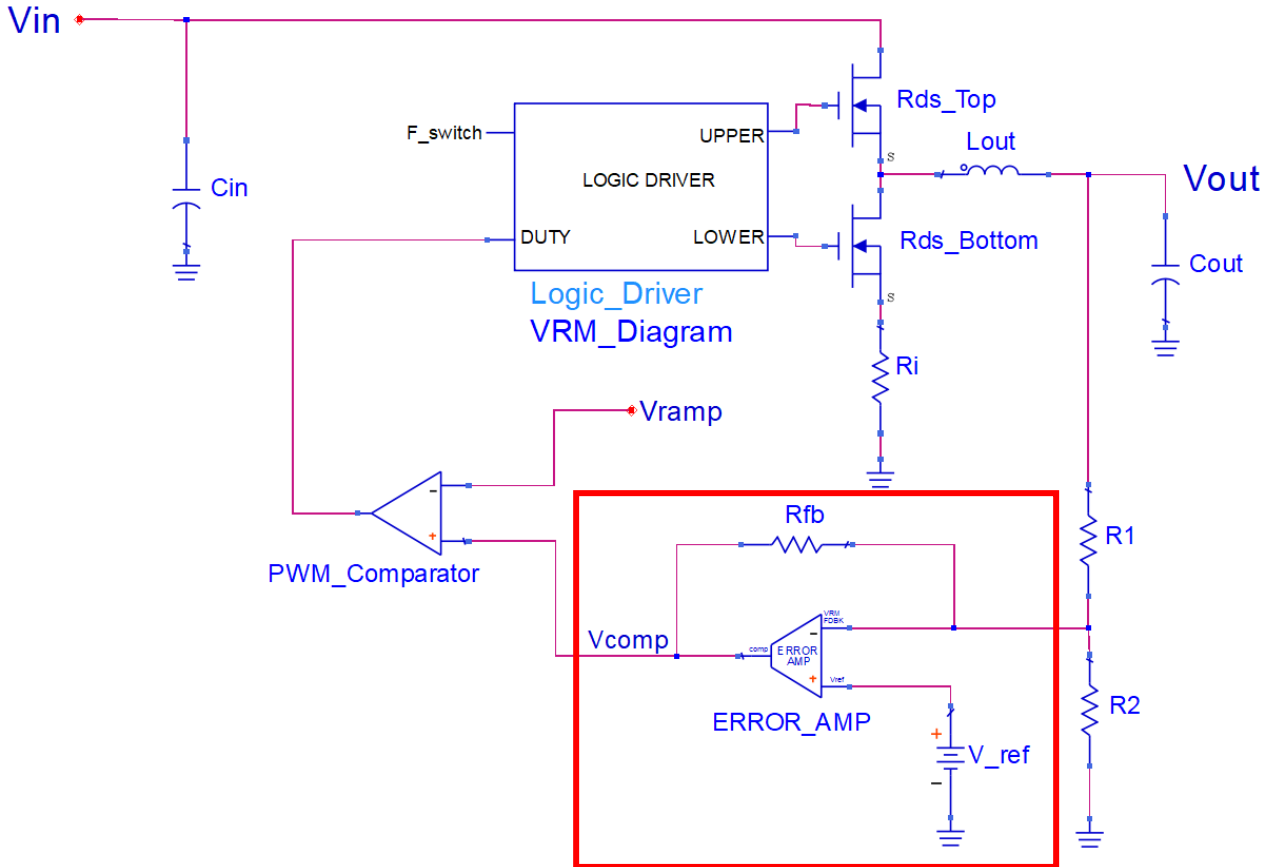 Vin
Rds_Top
F_switch
UPPER
Lout
S
LOGIC DRIVER
Vout
Cin
DUTY
LOWER
Rds_Bottom
Cout
Logic_Driver
S
VRM_Diagram
Ri
Vramp
-
Rfb
+
R1
PWM_Comparator
VRM
FDBK
-
Vcomp
comp
ERROR
AMP
+
Vref
R2
ERROR_AMP
+
V_ref
-